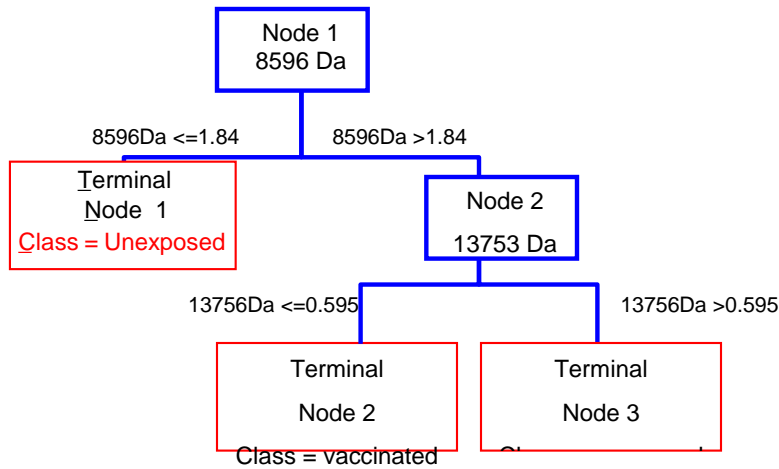 Node 1
8596 Da
8596Da <=1.84
8596Da >1.84
Terminal
Node 1
Class = Unexposed
Node 2
13753 Da
13756Da <=0.595
13756Da >0.595
Terminal
Node 2
Class = vaccinated
Terminal
Node 3